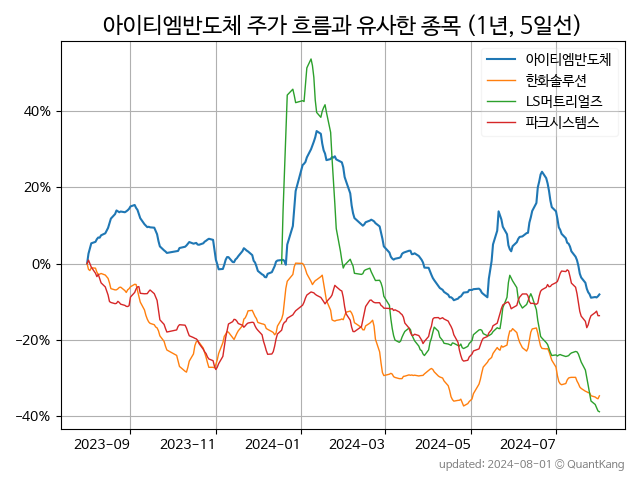 아이티엠반도체 주가 흐름과 유사한 종목 (1년, 5일선)
아이티엠반도체
한화솔루션
LS머트리얼즈
파크시스템스
40%
20%
0%
−20%
−40%
2023-09 2023-11 2024-01 2024-03 2024-05 2024-07
updated: 2024-08-01 © QuantKang